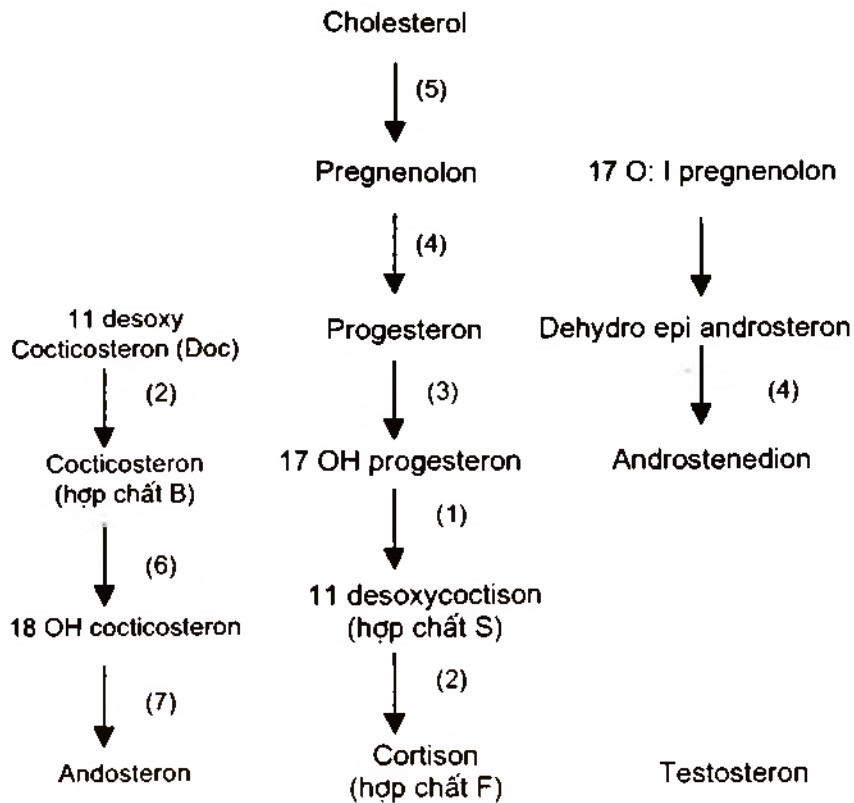 Cholesterol
(5)
Pregnenolon
17 O: I pregnenolon
(4)
11 desoxy
Cocticosteron (Doc)
Progesteron
Dehydro epi androsteron
(2)
(3)
(4)
Cocticosteron
(hợp chất B)
17 OH progesteron
Androstenedion
(1)
(6)
18 OH cocticosteron
11 desoxycoctison
(hợp chất S)
(7)
(2)
Andosteron
Cortison
(hợp chất F)
Testosteron